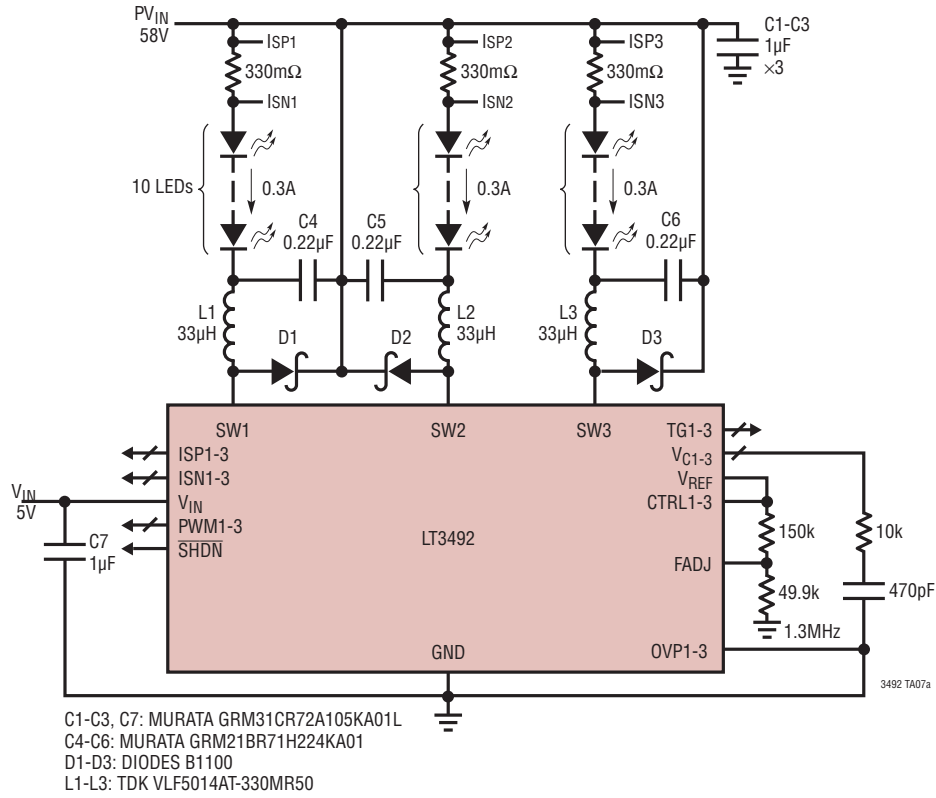 PVIN
58V
ISP1
ISP2
ISP3
C1-C3
1µF
×3
330mΩ
330mΩ
330mΩ
ISN1
ISN2
ISN3
10 LEDs
0.3A
0.3A
0.3A
C4
0.22µF
C5
0.22µF
C6
0.22µF
L1
33µH
L2
33µH
L3
33µH
D1
D2
D3
SW1
SW2
SW3
TG1-3
ISP1-3
VC1-3
ISN1-3
VREF
VIN
5V
VIN
CTRL1-3
PWM1-3
SHDN
LT3492
150k
10k
C7
1µF
FADJ
49.9k
470pF
1.3MHz
GND
OVP1-3
3492 TA07a
C1-C3, C7: MURATA GRM31CR72A105KA01L
C4-C6: MURATA GRM21BR71H224KA01
D1-D3: DIODES B1100
L1-L3: TDK VLF5014AT-330MR50